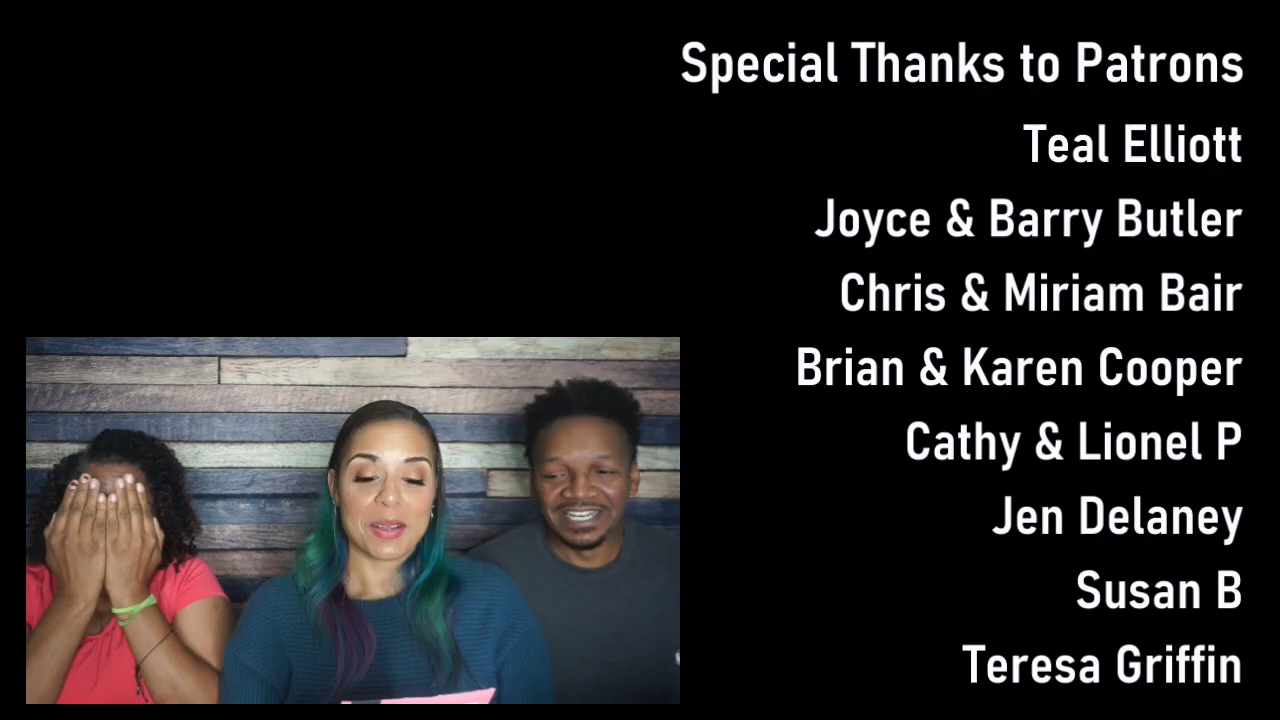 Special Thanks to Patrons
Teal Elliott
Joyce & Barry Butler
Chris & Miriam Bair
Brian & Karen Cooper
Cathy & Lionel P
Jen Delaney
Susan B
Teresa Griffin